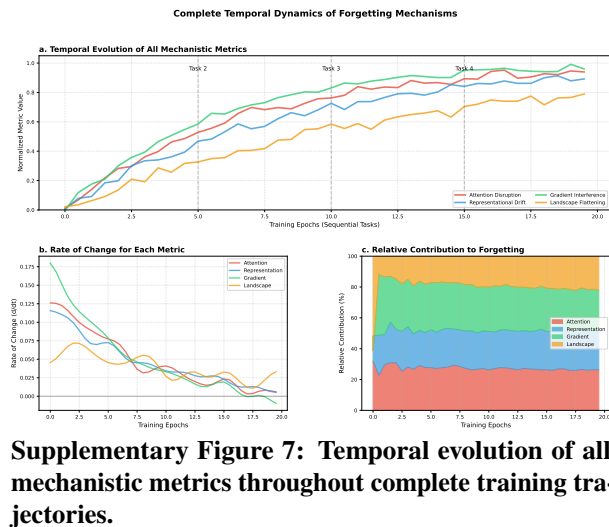 Complete Temporal Dynamics of Forgetting Mechanisms
a. Temporal Evolution of All Mechanistic Metrics
Normalized Metric Value
1.0
0.8
0.6
0.4
0.2
0.0
Task 2
Task 3
Task 4
Attention Disruption
Representational Drift
Gradient Interference
Landscape Flattening
0.0 2.5 5.0 7.5 10.0 12.5 15.0 17.5 20.0
Training Epochs (Sequential Tasks)
b. Rate of Change for Each Metric
Rate of Change (d/dt)
0.175
0.150
0.125
0.100
0.075
0.050
0.025
0.000
Attention
Representation
Gradient
Landscape
0.0 2.5 5.0 7.5 10.0 12.5 15.0 17.5 20.0
Training Epochs
c. Relative Contribution to Forgetting
Relative Contribution (%)
100
80
60
40
20
0
Attention
Representation
Gradient
Landscape
0.0 2.5 5.0 7.5 10.0 12.5 15.0 17.5 20.0
Training Epochs
Supplementary Figure 7: Temporal evolution of all
mechanistic metrics throughout complete training tra-
jectories.